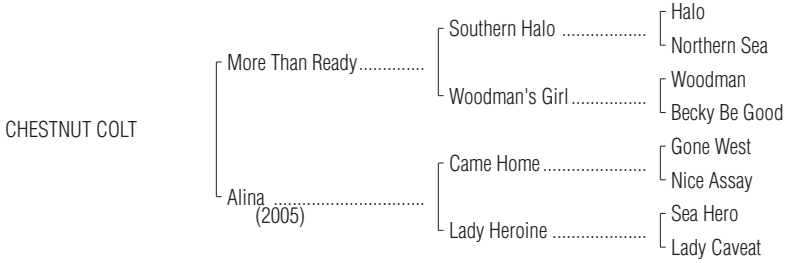 Halo
Southern Halo ..................
Northern Sea
More Than Ready..............
Woodman
Woodman's Girl................
Becky Be Good
CHESTNUT COLT
Gone West
Came Home......................
Nice Assay
Alina ................................
(2005)
Sea Hero
Lady Heroine ....................
Lady Caveat